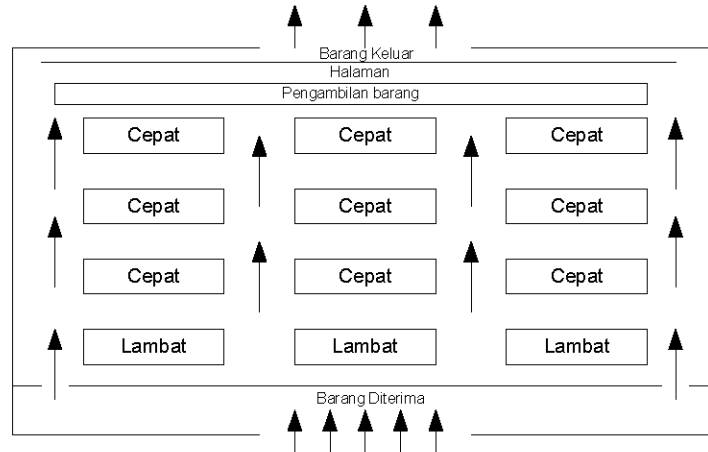 Barang Keluar
Halaman
Pengambilan barang
Cepat Cepat Cepat
Cepat Cepat Cepat
Cepat Cepat Cepat
Lambat Lambat Lambat
Barang Diterima